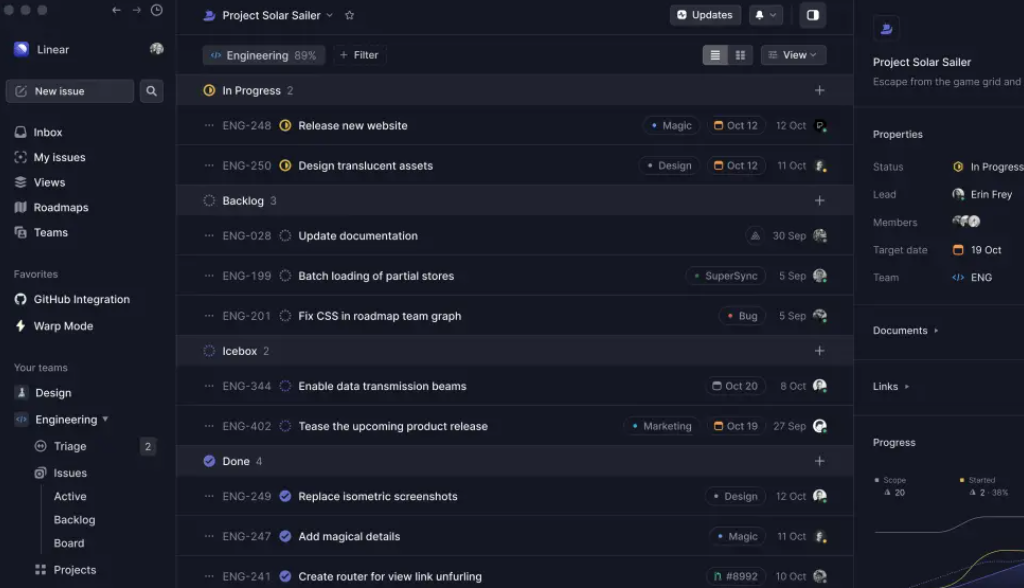 Linear
New issue
Inbox
My issues
Views
Roadmaps
Teams
Favorites
GitHub Integration
Warp Mode
Your teams
Design
Engineering
Triage 2
Issues
Active
Backlog
Board
Projects
Project Solar Sailer
Updates
Engineering 89%
+ Filter
View
In Progress 2
ENG-248 Release new website Magic Oct 12 12 Oct
ENG-250 Design translucent assets Design Oct 12 11 Oct
Backlog 3
ENG-028 Update documentation 30 Sep
ENG-199 Batch loading of partial stores SuperSync 5 Sep
ENG-201 Fix CSS in roadmap team graph Bug 5 Sep
Icebox 2
ENG-344 Enable data transmission beams Oct 20 8 Oct
ENG-402 Tease the upcoming product release Marketing Oct 19 27 Sep
Done 4
ENG-249 Replace isometric screenshots Design 12 Oct
ENG-247 Add magical details Magic 11 Oct
ENG-241 Create router for view link unfurling #8992 10 Oct
Project Solar Sailer
Escape from the game grid and
Properties
Status In Progress
Lead Erin Frey
Members
Target date 19 Oct
Team ENG
Documents
Links
Progress
Scope Started
20 2 · 38%